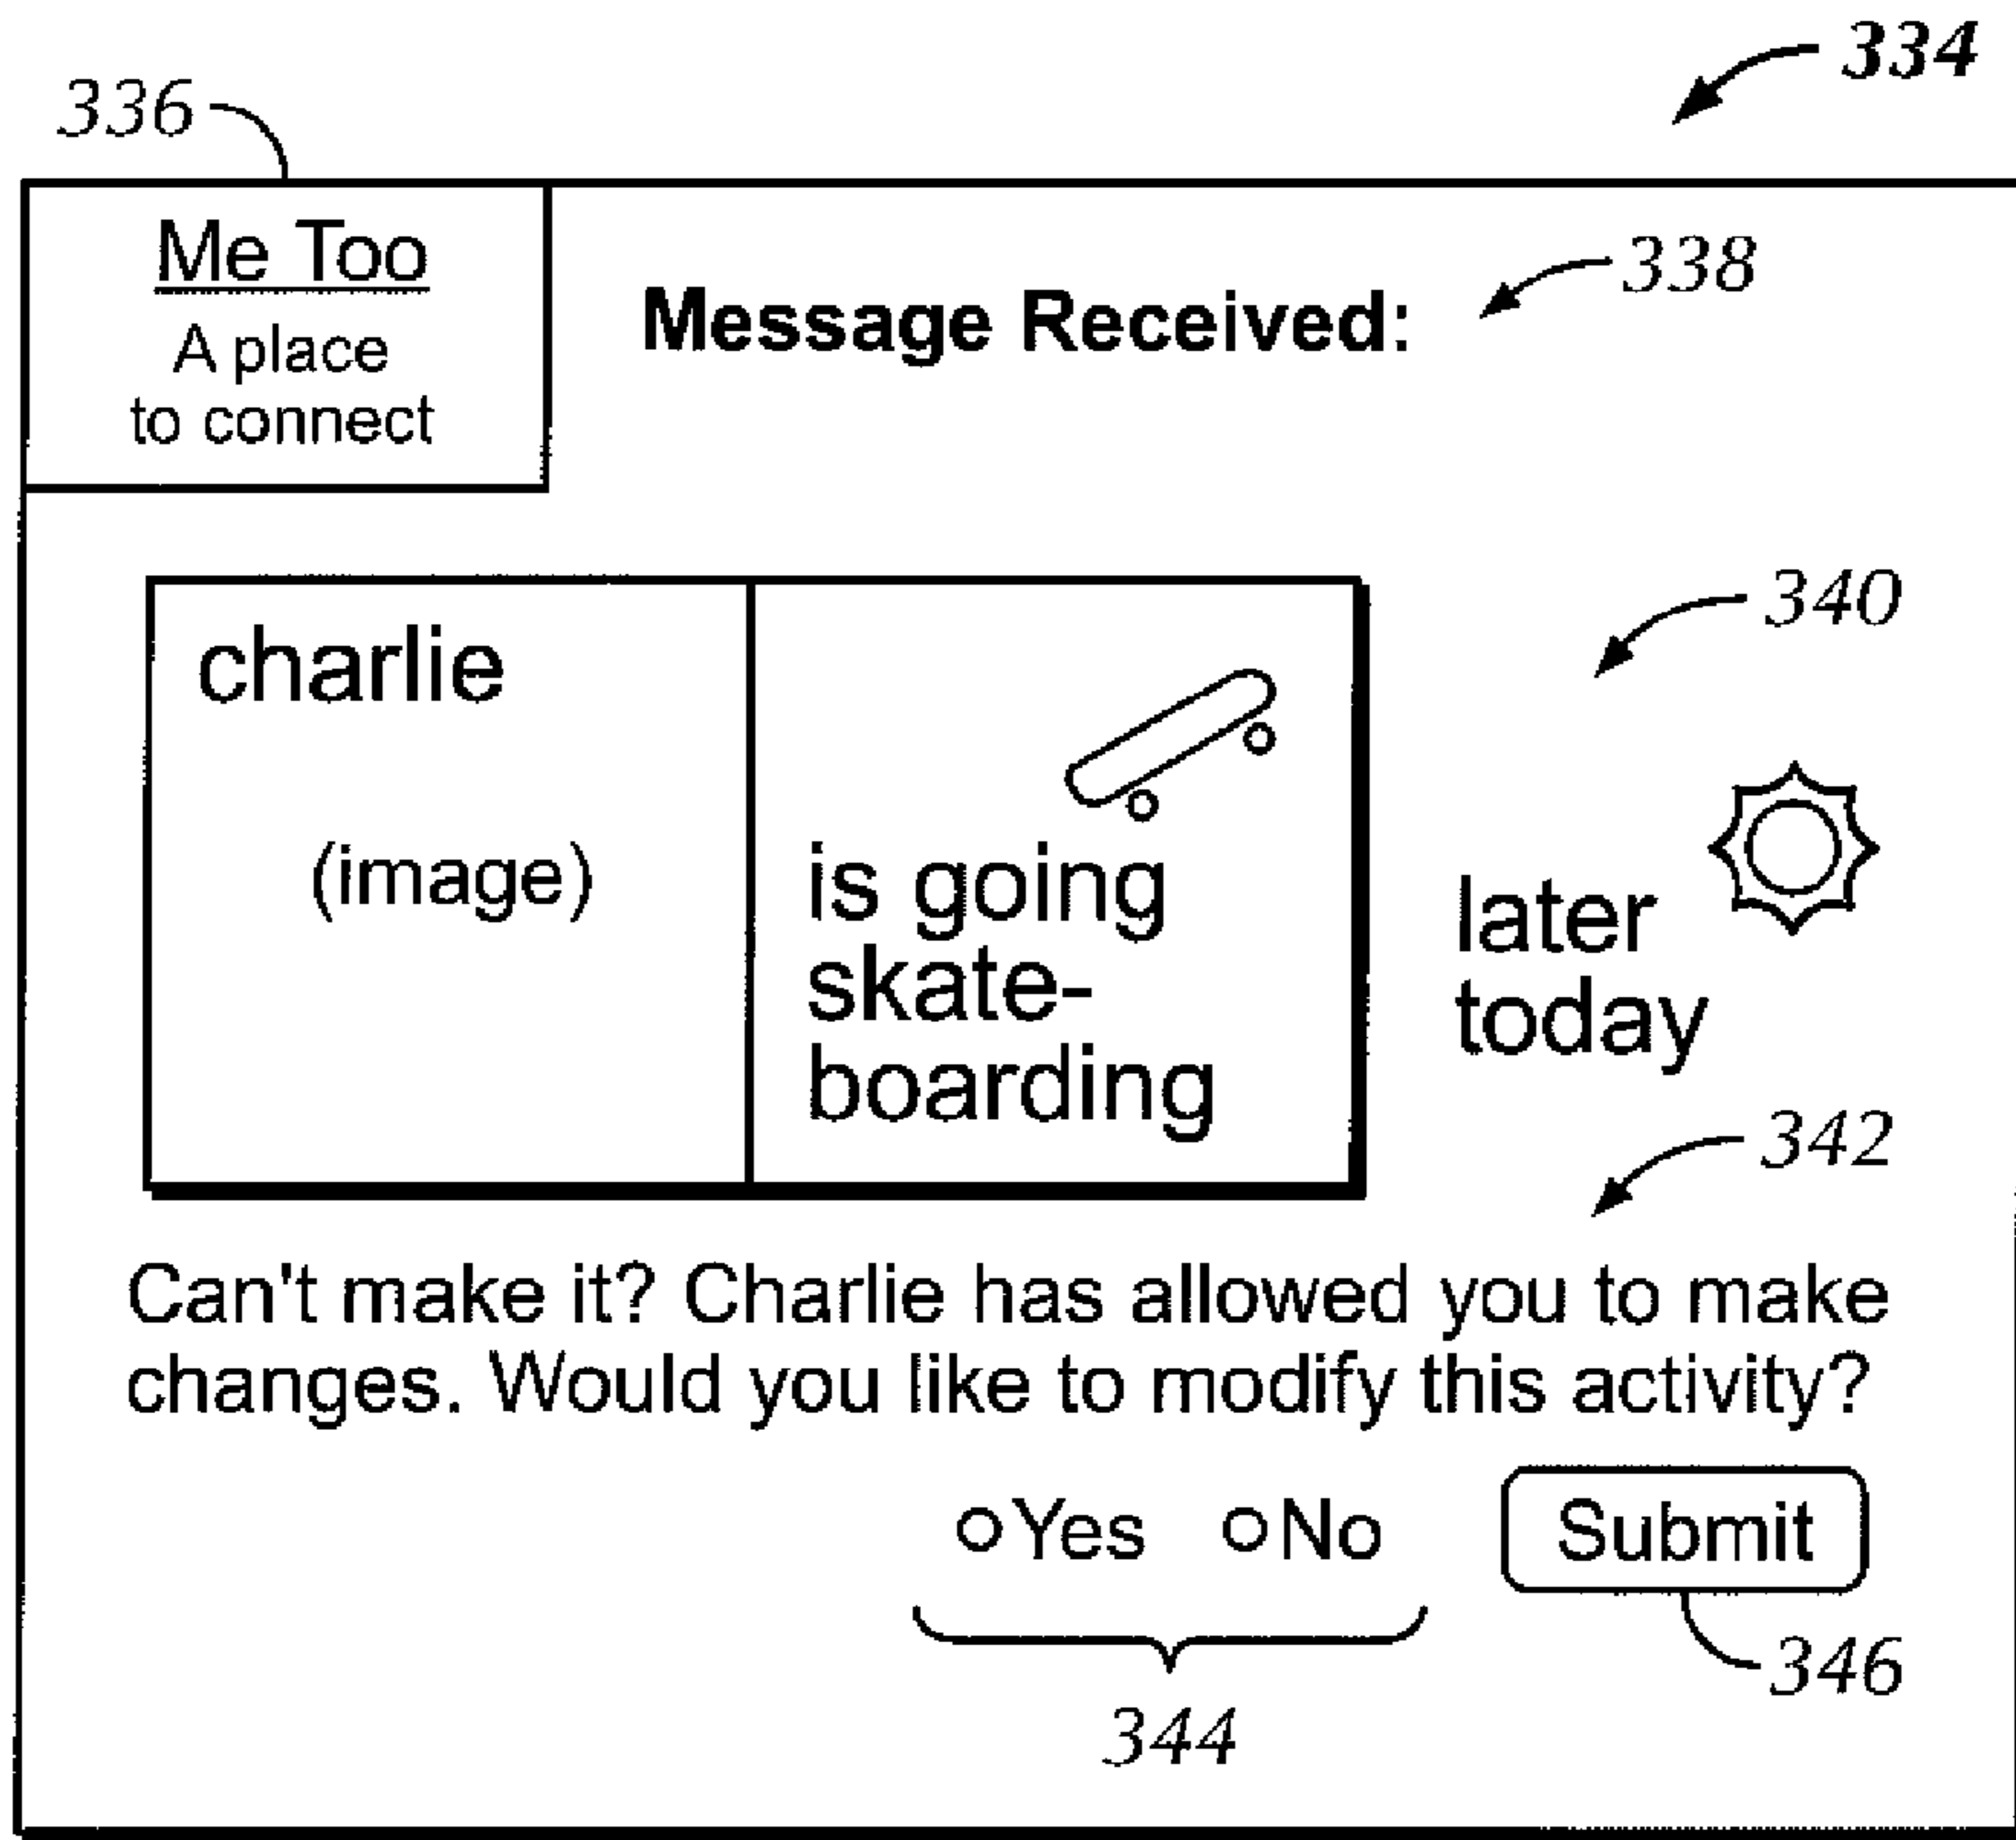 334
336
Me Too
A place
to connect
Message Received:
338
340
charlie
(image)
is going
skate-
boarding
later
today
342
Can't make it? Charlie has allowed you to make
changes. Would you like to modify this activity?
Yes No Submit
344
346